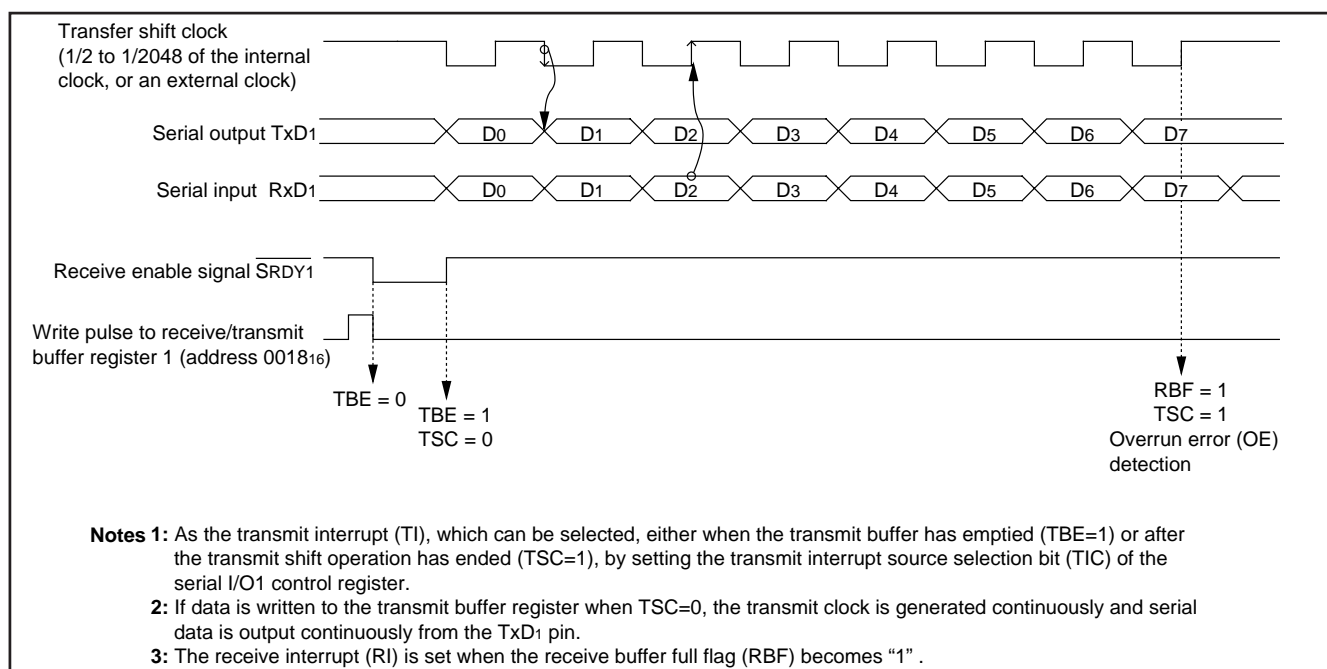 Transfer shift clock
(1/2 to 1/2048 of the internal
clock, or an external clock)
Serial output TxD1
D0 D1 D2 D3 D4 D5 D6 D7
Serial input RxD1
D0 D1 D2 D3 D4 D5 D6 D7
Receive enable signal S̅R̅D̅Y̅1̅
Write pulse to receive/transmit
buffer register 1 (address 001816)
TBE = 0
TBE = 1
TSC = 0
RBF = 1
TSC = 1
Overrun error (OE)
detection
Notes 1: As the transmit interrupt (TI), which can be selected, either when the transmit buffer has emptied (TBE=1) or after
the transmit shift operation has ended (TSC=1), by setting the transmit interrupt source selection bit (TIC) of the
serial I/O1 control register.
2: If data is written to the transmit buffer register when TSC=0, the transmit clock is generated continuously and serial
data is output continuously from the TxD1 pin.
3: The receive interrupt (RI) is set when the receive buffer full flag (RBF) becomes “1” .